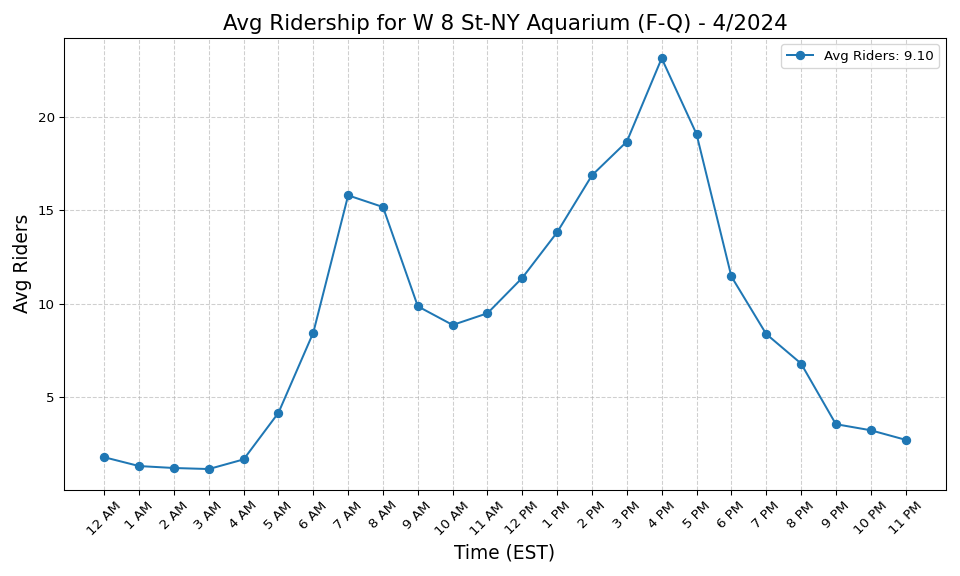 Avg Ridership for W 8 St-NY Aquarium (F-Q) - 4/2024
Avg Riders: 9.10
Avg Riders
20
15
10
5
12 AM
1 AM
2 AM
3 AM
4 AM
5 AM
6 AM
7 AM
8 AM
9 AM
10 AM
11 AM
12 PM
1 PM
2 PM
3 PM
4 PM
5 PM
6 PM
7 PM
8 PM
9 PM
10 PM
11 PM
Time (EST)